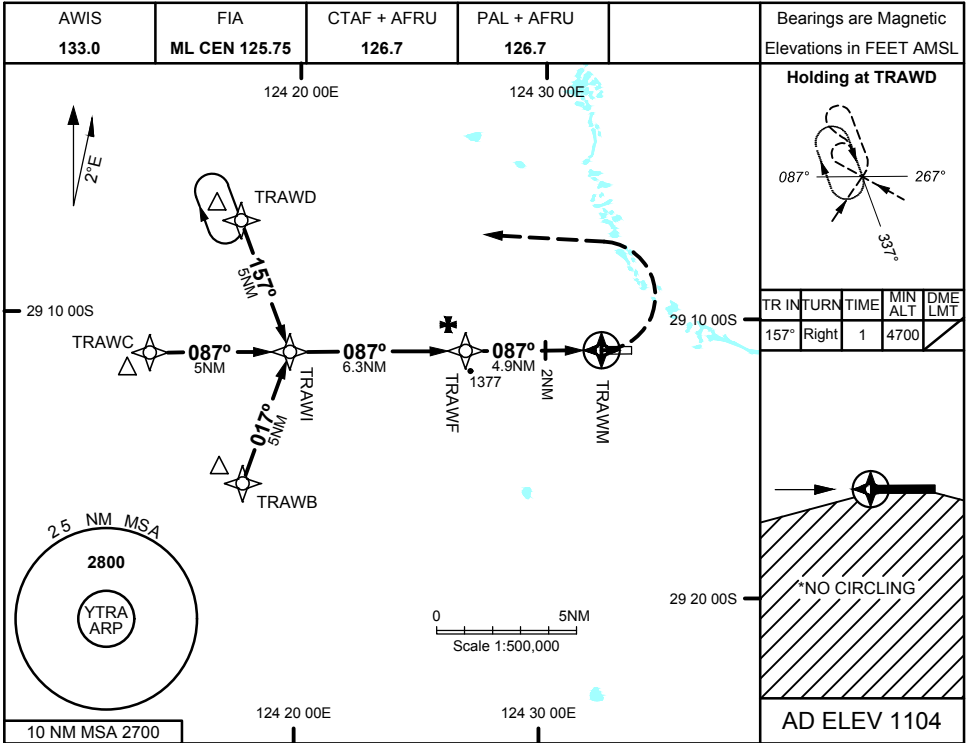 AWIS
133.0
FIA
ML CEN 125.75
CTAF + AFRU
126.7
PAL + AFRU
126.7
Bearings are Magnetic
Elevations in FEET AMSL
124 20 00E
124 30 00E
2°E
TRAWD
157°
5NM
29 10 00S
29 10 00S
TRAWC
087°
5NM
TRAWI
087°
6.3NM
TRAWF
1377
087°
4.9NM
2NM
TRAWM
017°
5NM
TRAWB
25 NM MSA
2800
YTRA
ARP
10 NM MSA 2700
0 5NM
Scale 1:500,000
29 20 00S
124 20 00E
124 30 00E
Holding at TRAWD
087°
267°
337°
TR IN TURN TIME MIN ALT DME LMT
157° Right 1 4700
*NO CIRCLING
AD ELEV 1104